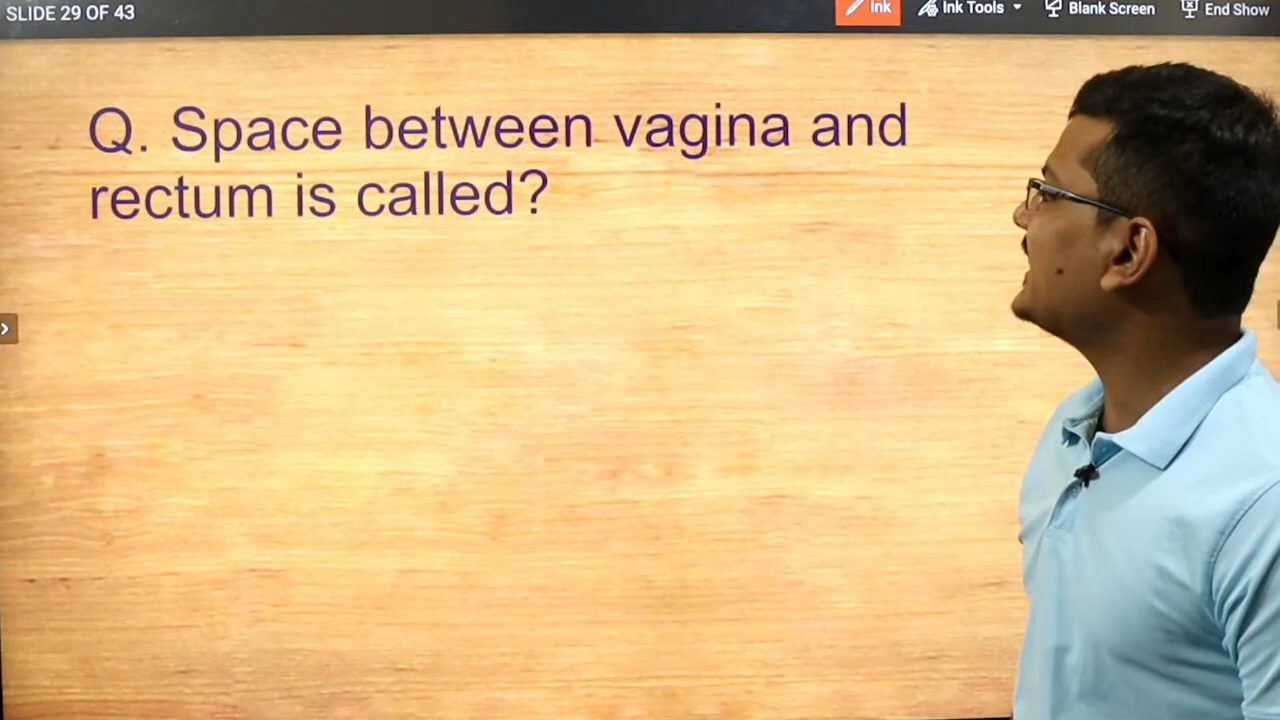 SLIDE 29 OF 43
Ink
Ink Tools
Blank Screen
End Show
Q. Space between vagina and
rectum is called?